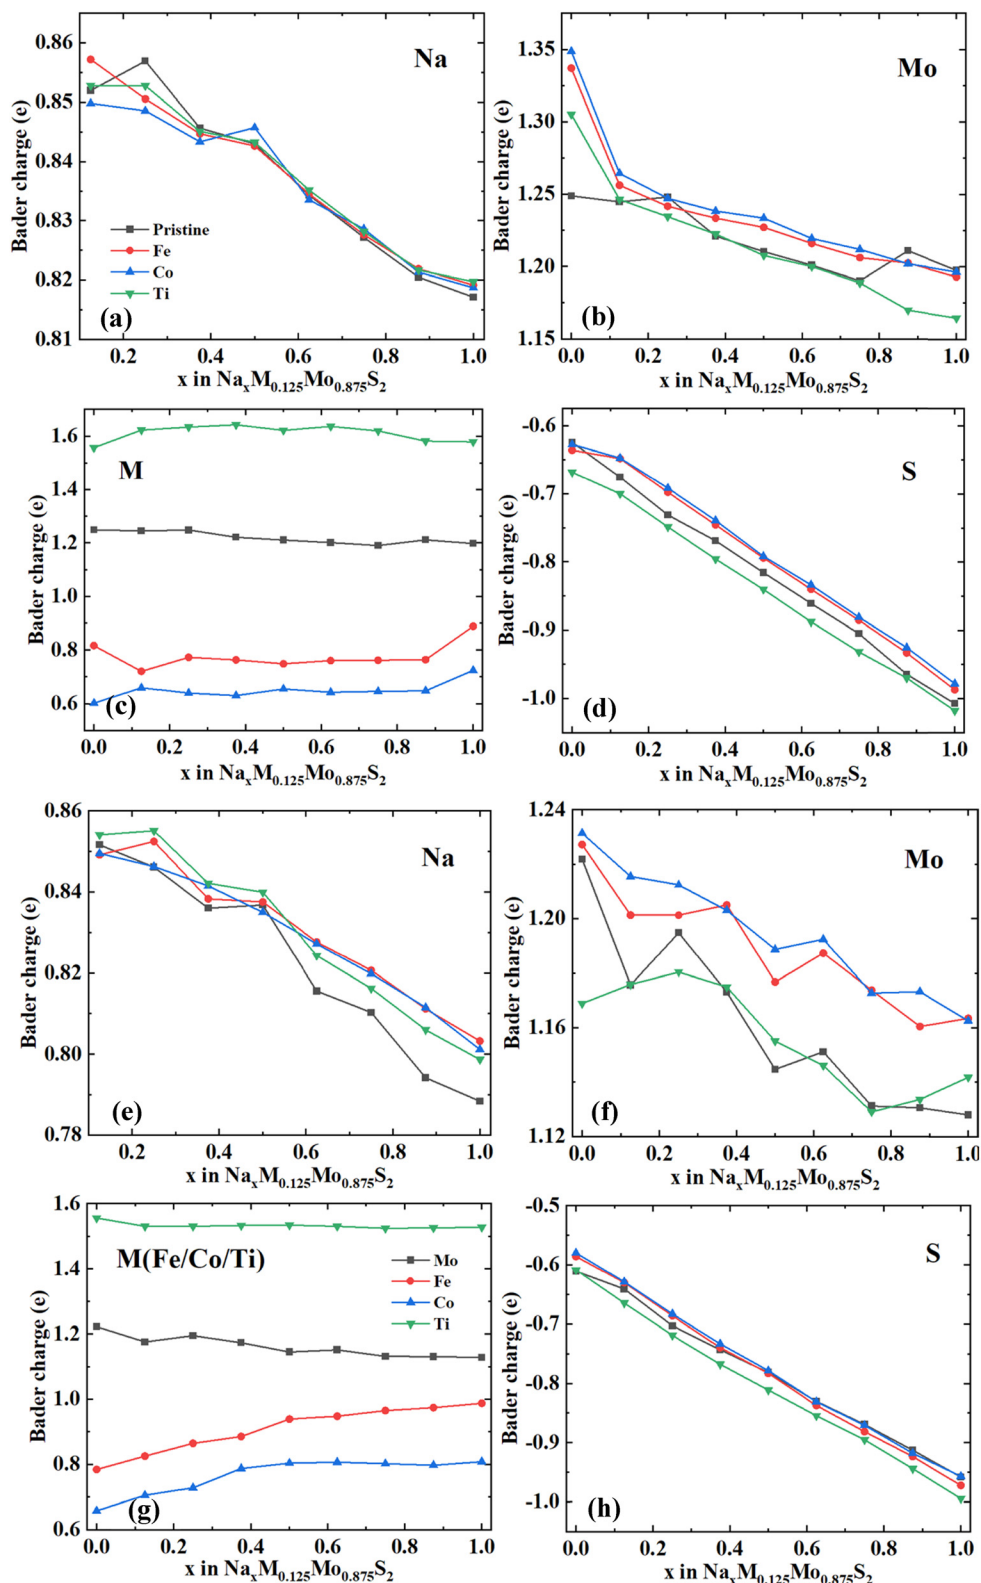 0.86
0.85
0.84
0.83
0.82
0.81
Bader charge (e)
Na
Pristine
Fe
Co
Ti
(a)
0.2 0.4 0.6 0.8 1.0
x in NaₓM₀.₁₂₅Mo₀.₈₇₅S₂
1.35
1.30
1.25
1.20
1.15
Bader charge (e)
Mo
(b)
0.0 0.2 0.4 0.6 0.8 1.0
x in NaₓM₀.₁₂₅Mo₀.₈₇₅S₂
1.6
1.4
1.2
1.0
0.8
0.6
Bader charge (e)
M
(c)
0.0 0.2 0.4 0.6 0.8 1.0
x in NaₓM₀.₁₂₅Mo₀.₈₇₅S₂
-0.6
-0.7
-0.8
-0.9
-1.0
Bader charge (e)
S
(d)
0.0 0.2 0.4 0.6 0.8 1.0
x in NaₓM₀.₁₂₅Mo₀.₈₇₅S₂
0.86
0.84
0.82
0.80
0.78
Bader charge (e)
Na
(e)
0.2 0.4 0.6 0.8 1.0
x in NaₓM₀.₁₂₅Mo₀.₈₇₅S₂
1.24
1.20
1.16
1.12
Bader charge (e)
Mo
(f)
0.0 0.2 0.4 0.6 0.8 1.0
x in NaₓM₀.₁₂₅Mo₀.₈₇₅S₂
1.6
1.4
1.2
1.0
0.8
0.6
Bader charge (e)
M(Fe/Co/Ti)
Mo
Fe
Co
Ti
(g)
0.0 0.2 0.4 0.6 0.8 1.0
x in NaₓM₀.₁₂₅Mo₀.₈₇₅S₂
-0.5
-0.6
-0.7
-0.8
-0.9
-1.0
Bader charge (e)
S
(h)
0.0 0.2 0.4 0.6 0.8 1.0
x in NaₓM₀.₁₂₅Mo₀.₈₇₅S₂